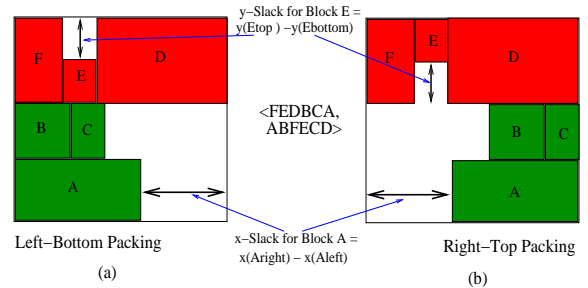 y-Slack for Block E =
y(Etop ) -y(Ebottom)
F
E
D
B
C
A
<FEDBCA,
ABFECD>
F
E
D
B
C
A
x-Slack for Block A =
x(Aright) - x(Aleft)
Left-Bottom Packing
Right-Top Packing
(a)
(b)